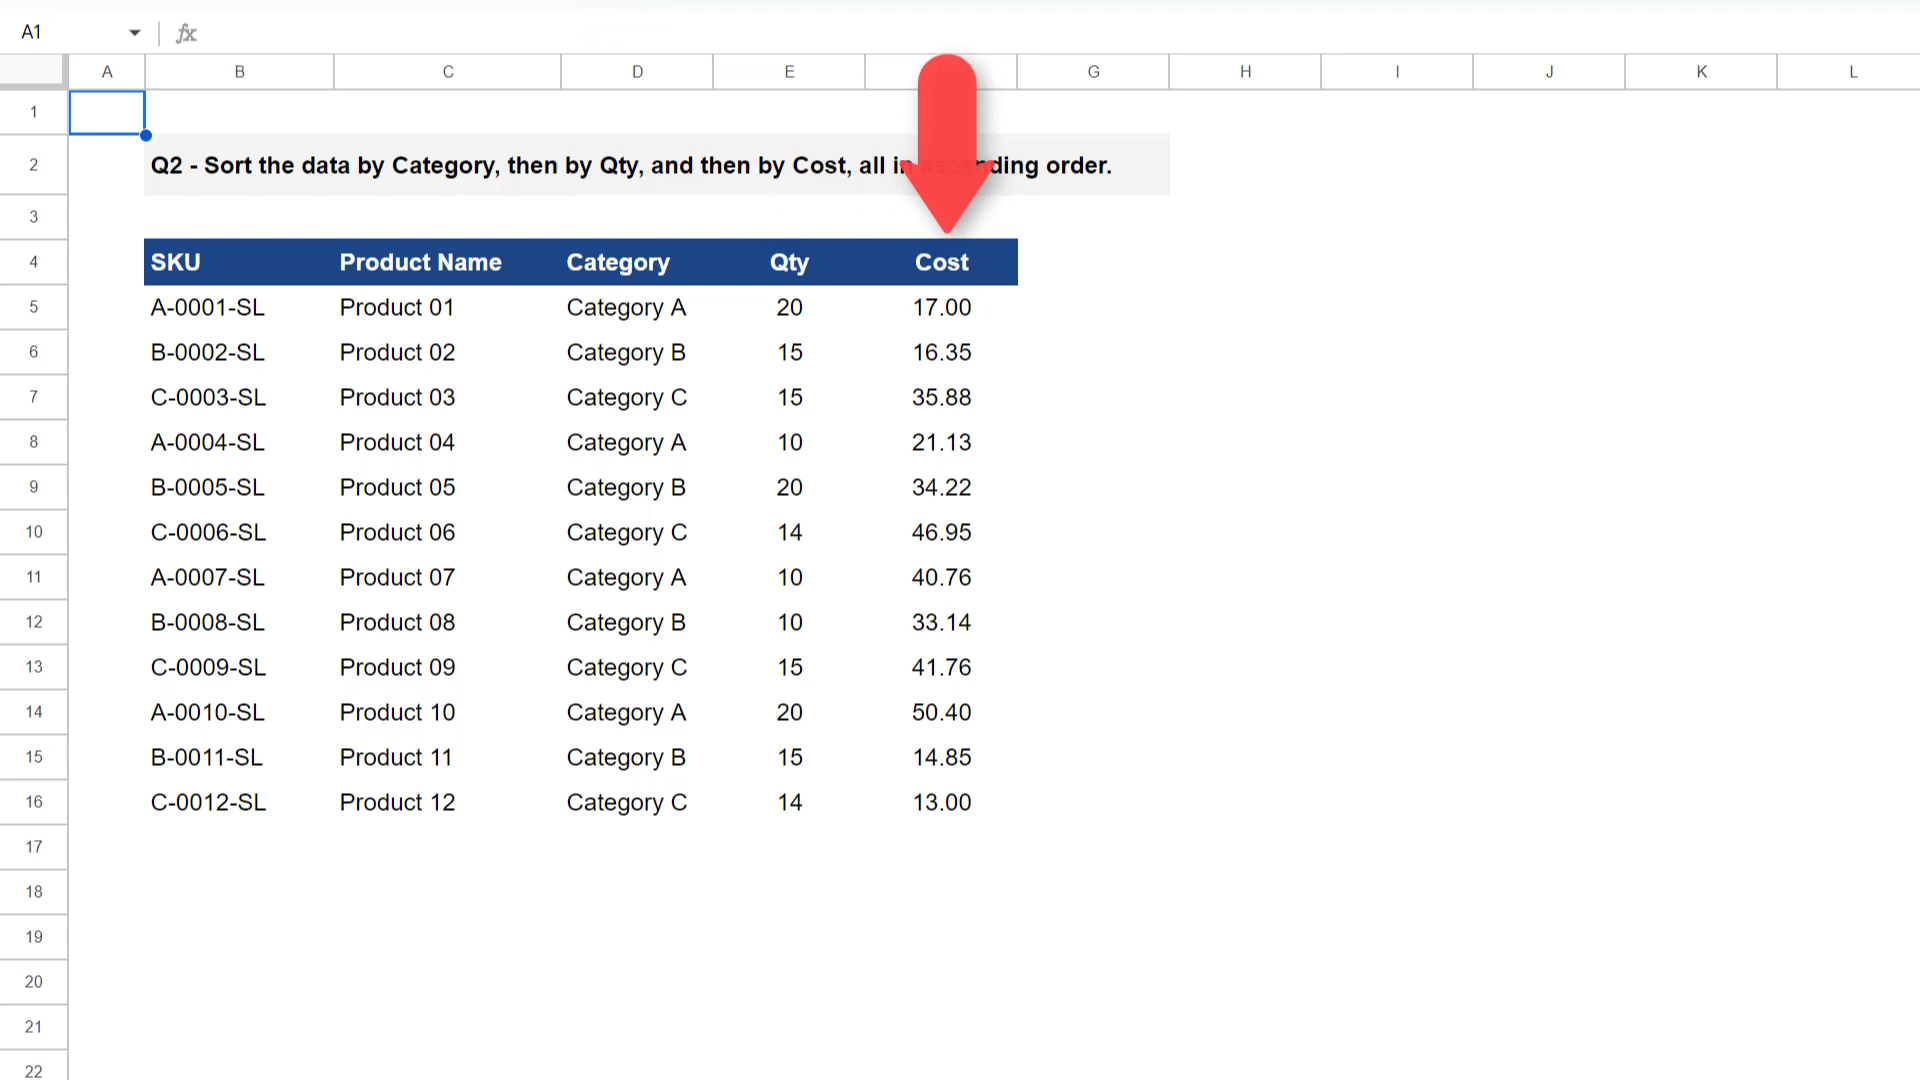 A1
fx
A B C D E G H I J K L
1
2 Q2 - Sort the data by Category, then by Qty, and then by Cost, all in ascending order.
3
4 SKU Product Name Category Qty Cost
5 A-0001-SL Product 01 Category A 20 17.00
6 B-0002-SL Product 02 Category B 15 16.35
7 C-0003-SL Product 03 Category C 15 35.88
8 A-0004-SL Product 04 Category A 10 21.13
9 B-0005-SL Product 05 Category B 20 34.22
10 C-0006-SL Product 06 Category C 14 46.95
11 A-0007-SL Product 07 Category A 10 40.76
12 B-0008-SL Product 08 Category B 10 33.14
13 C-0009-SL Product 09 Category C 15 41.76
14 A-0010-SL Product 10 Category A 20 50.40
15 B-0011-SL Product 11 Category B 15 14.85
16 C-0012-SL Product 12 Category C 14 13.00
17
18
19
20
21
22